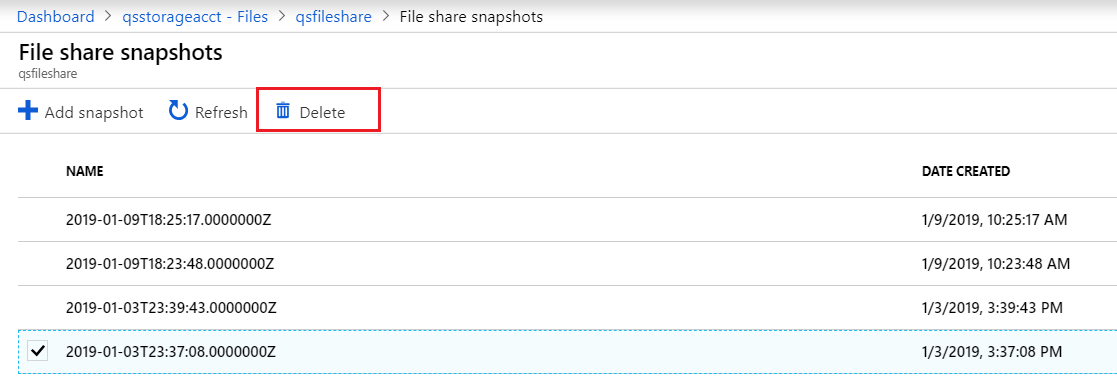 Dashboard > qsstorageacct - Files > qsfileshare > File share snapshots
File share snapshots
qsfileshare
Add snapshot Refresh Delete
NAME DATE CREATED
2019-01-09T18:25:17.0000000Z 1/9/2019, 10:25:17 AM
2019-01-09T18:23:48.0000000Z 1/9/2019, 10:23:48 AM
2019-01-03T23:39:43.0000000Z 1/3/2019, 3:39:43 PM
2019-01-03T23:37:08.0000000Z 1/3/2019, 3:37:08 PM